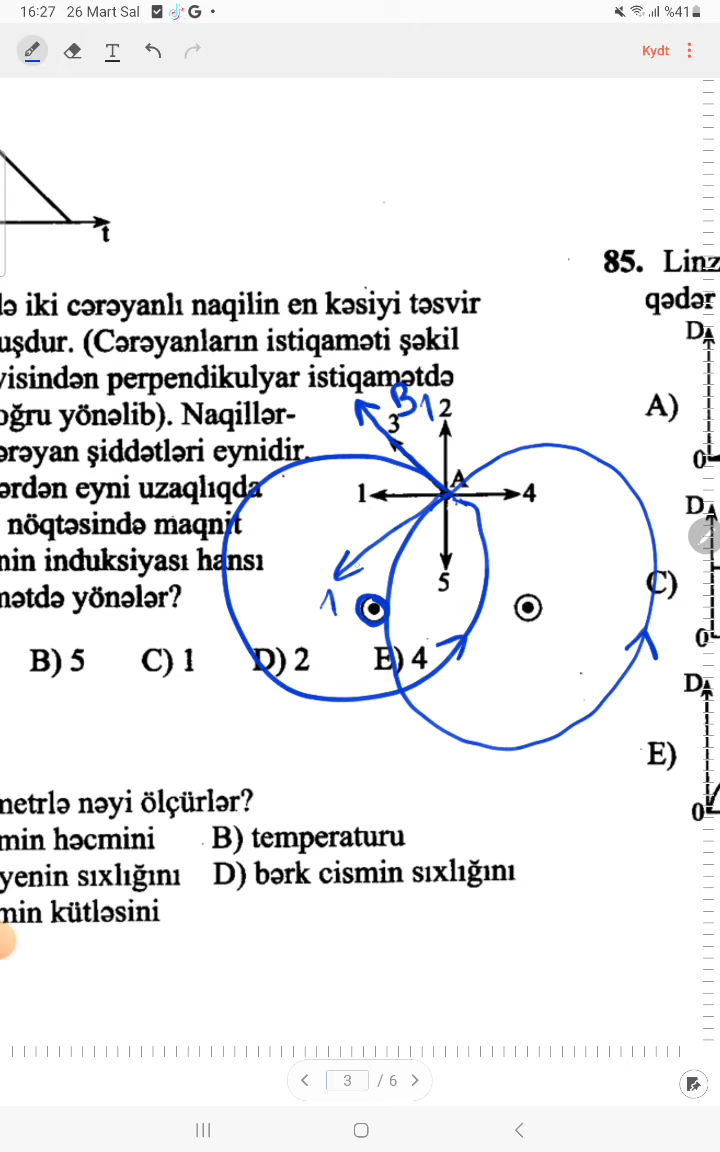 16:27 26 Mart Sal G • %41
T Kydt
t
85. Linz
lə iki cərəyanlı naqilin en kəsiyi təsvir
qədər
uşdur. (Cərəyanların istiqaməti şəkil
D
yisindən perpendikulyar istiqamətdə
B1 2
A)
oğru yönəlib). Naqillər-
3
ərəyan şiddətləri eynidir.
0
ərdən eyni uzaqlıqda
A
1 4
D
nöqtəsində maqnit
nin induksiyası hansı
5
C)
mətdə yönələr?
1
0
B) 5 C) 1 D) 2 E) 4
D
E)
metrlə nəyi ölçürlər?
0
min həcmini B) temperaturu
yenin sıxlığını D) bərk cismin sıxlığını
min kütləsini
3 / 6